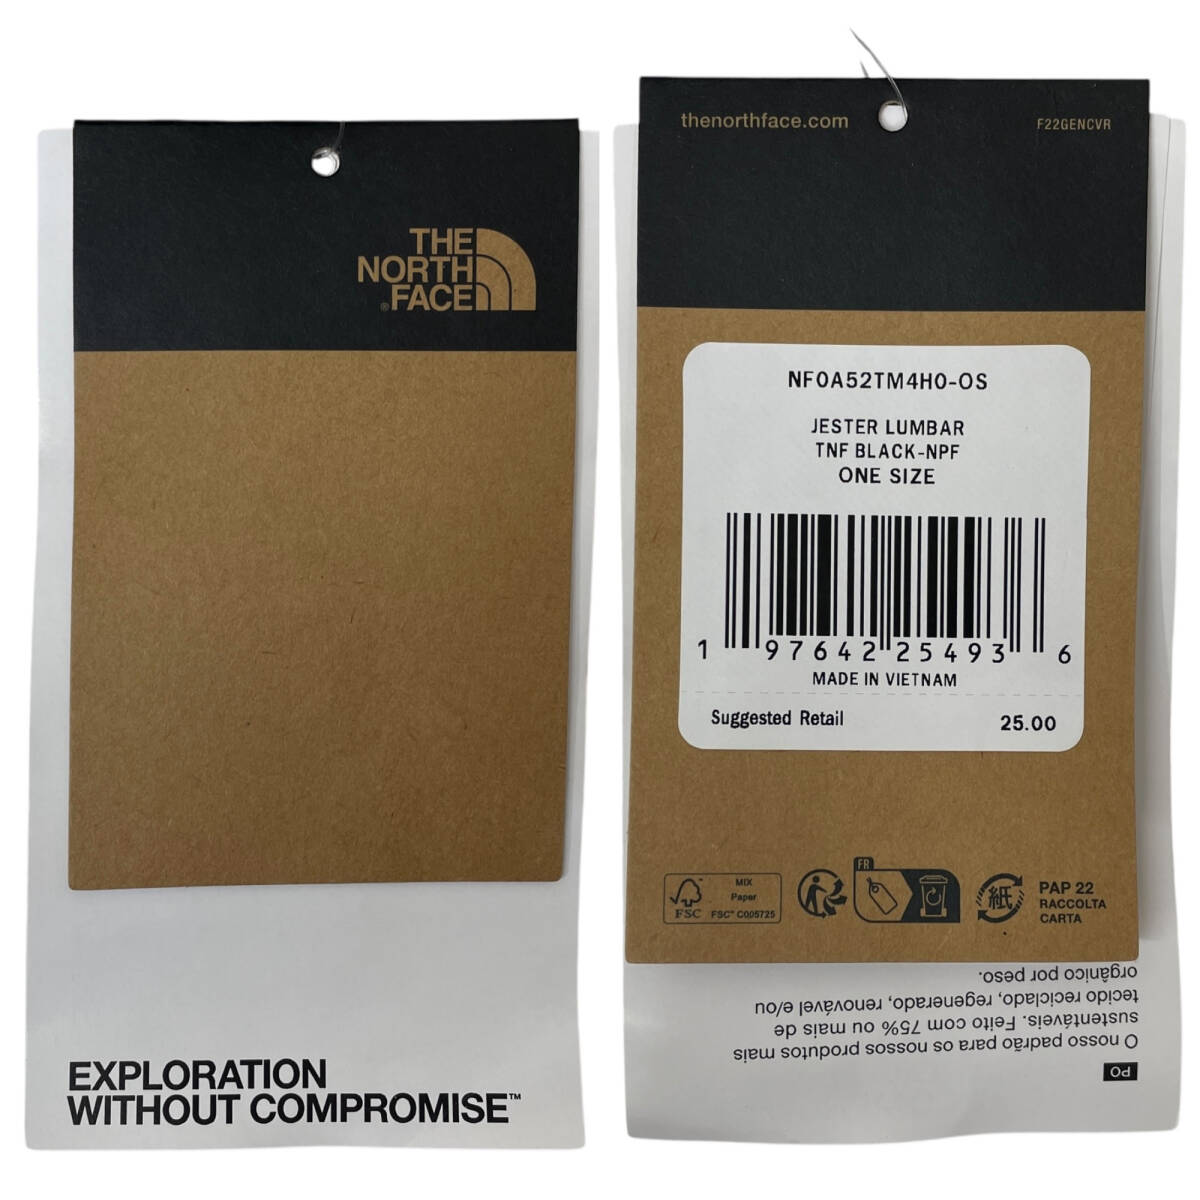 THE
NORTH
FACE
®
EXPLORATION
WITHOUT COMPROMISE™
thenorthface.com
F22GENCVR
NF0A52TM4H0-OS
JESTER LUMBAR
TNF BLACK-NPF
ONE SIZE
1 97642 25493 6
MADE IN VIETNAM
Suggested Retail 25.00
FSC™
MIX
Paper
FSC® C005725
FR
紙
PAP 22
RACCOLTA
CARTA
PO
O nosso padrão para os nossos produtos mais
sustentáveis. Feito com 75% ou mais de
tecido reciclado, regenerado, renovável e/ou
orgânico por peso.